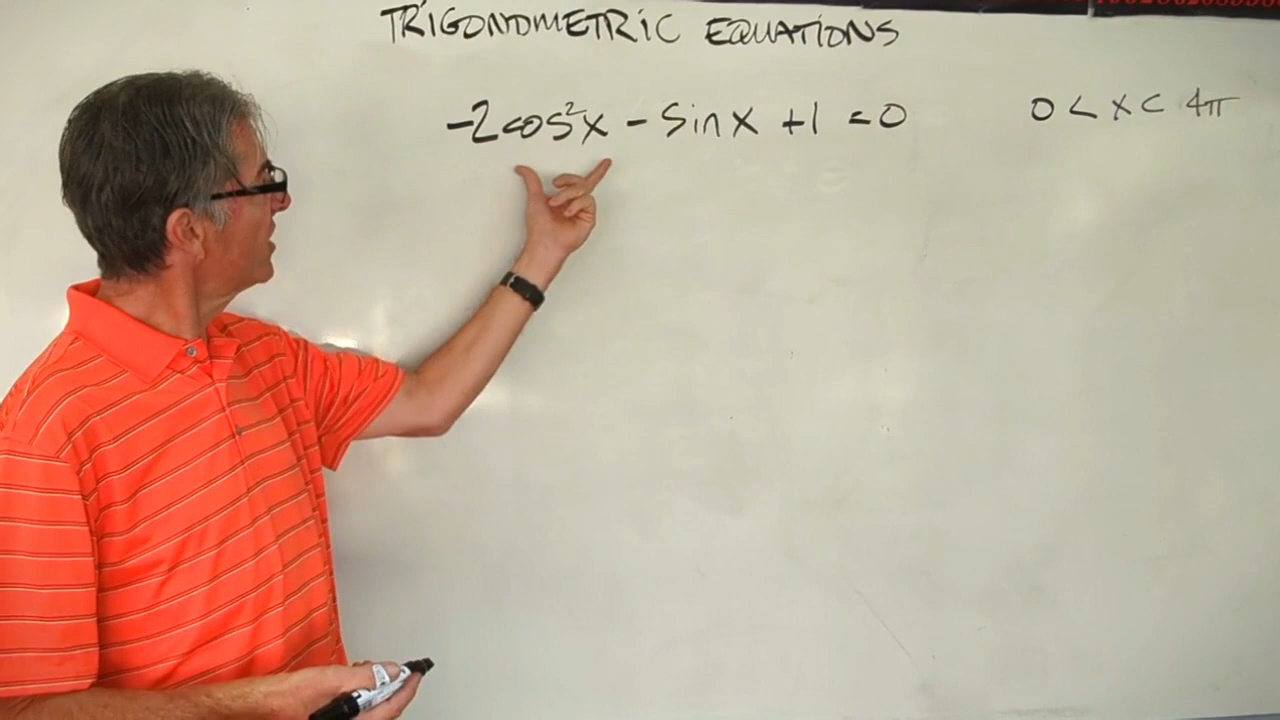 TRIGONOMETRIC EQUATIONS
-2cos²x - sinx +1 =0 0 < x < 4π